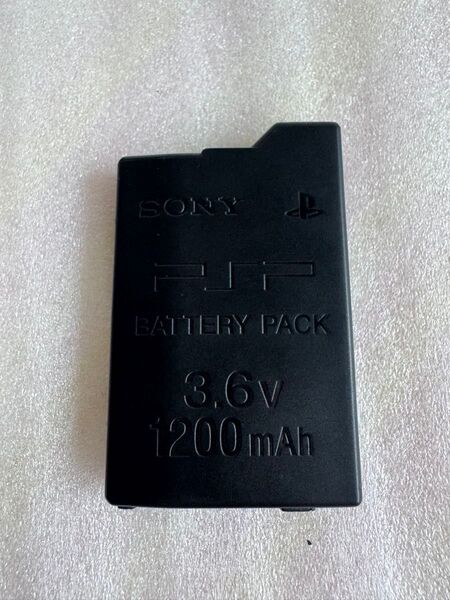 SONY
PSP
BATTERY PACK
3.6V
1200mAh